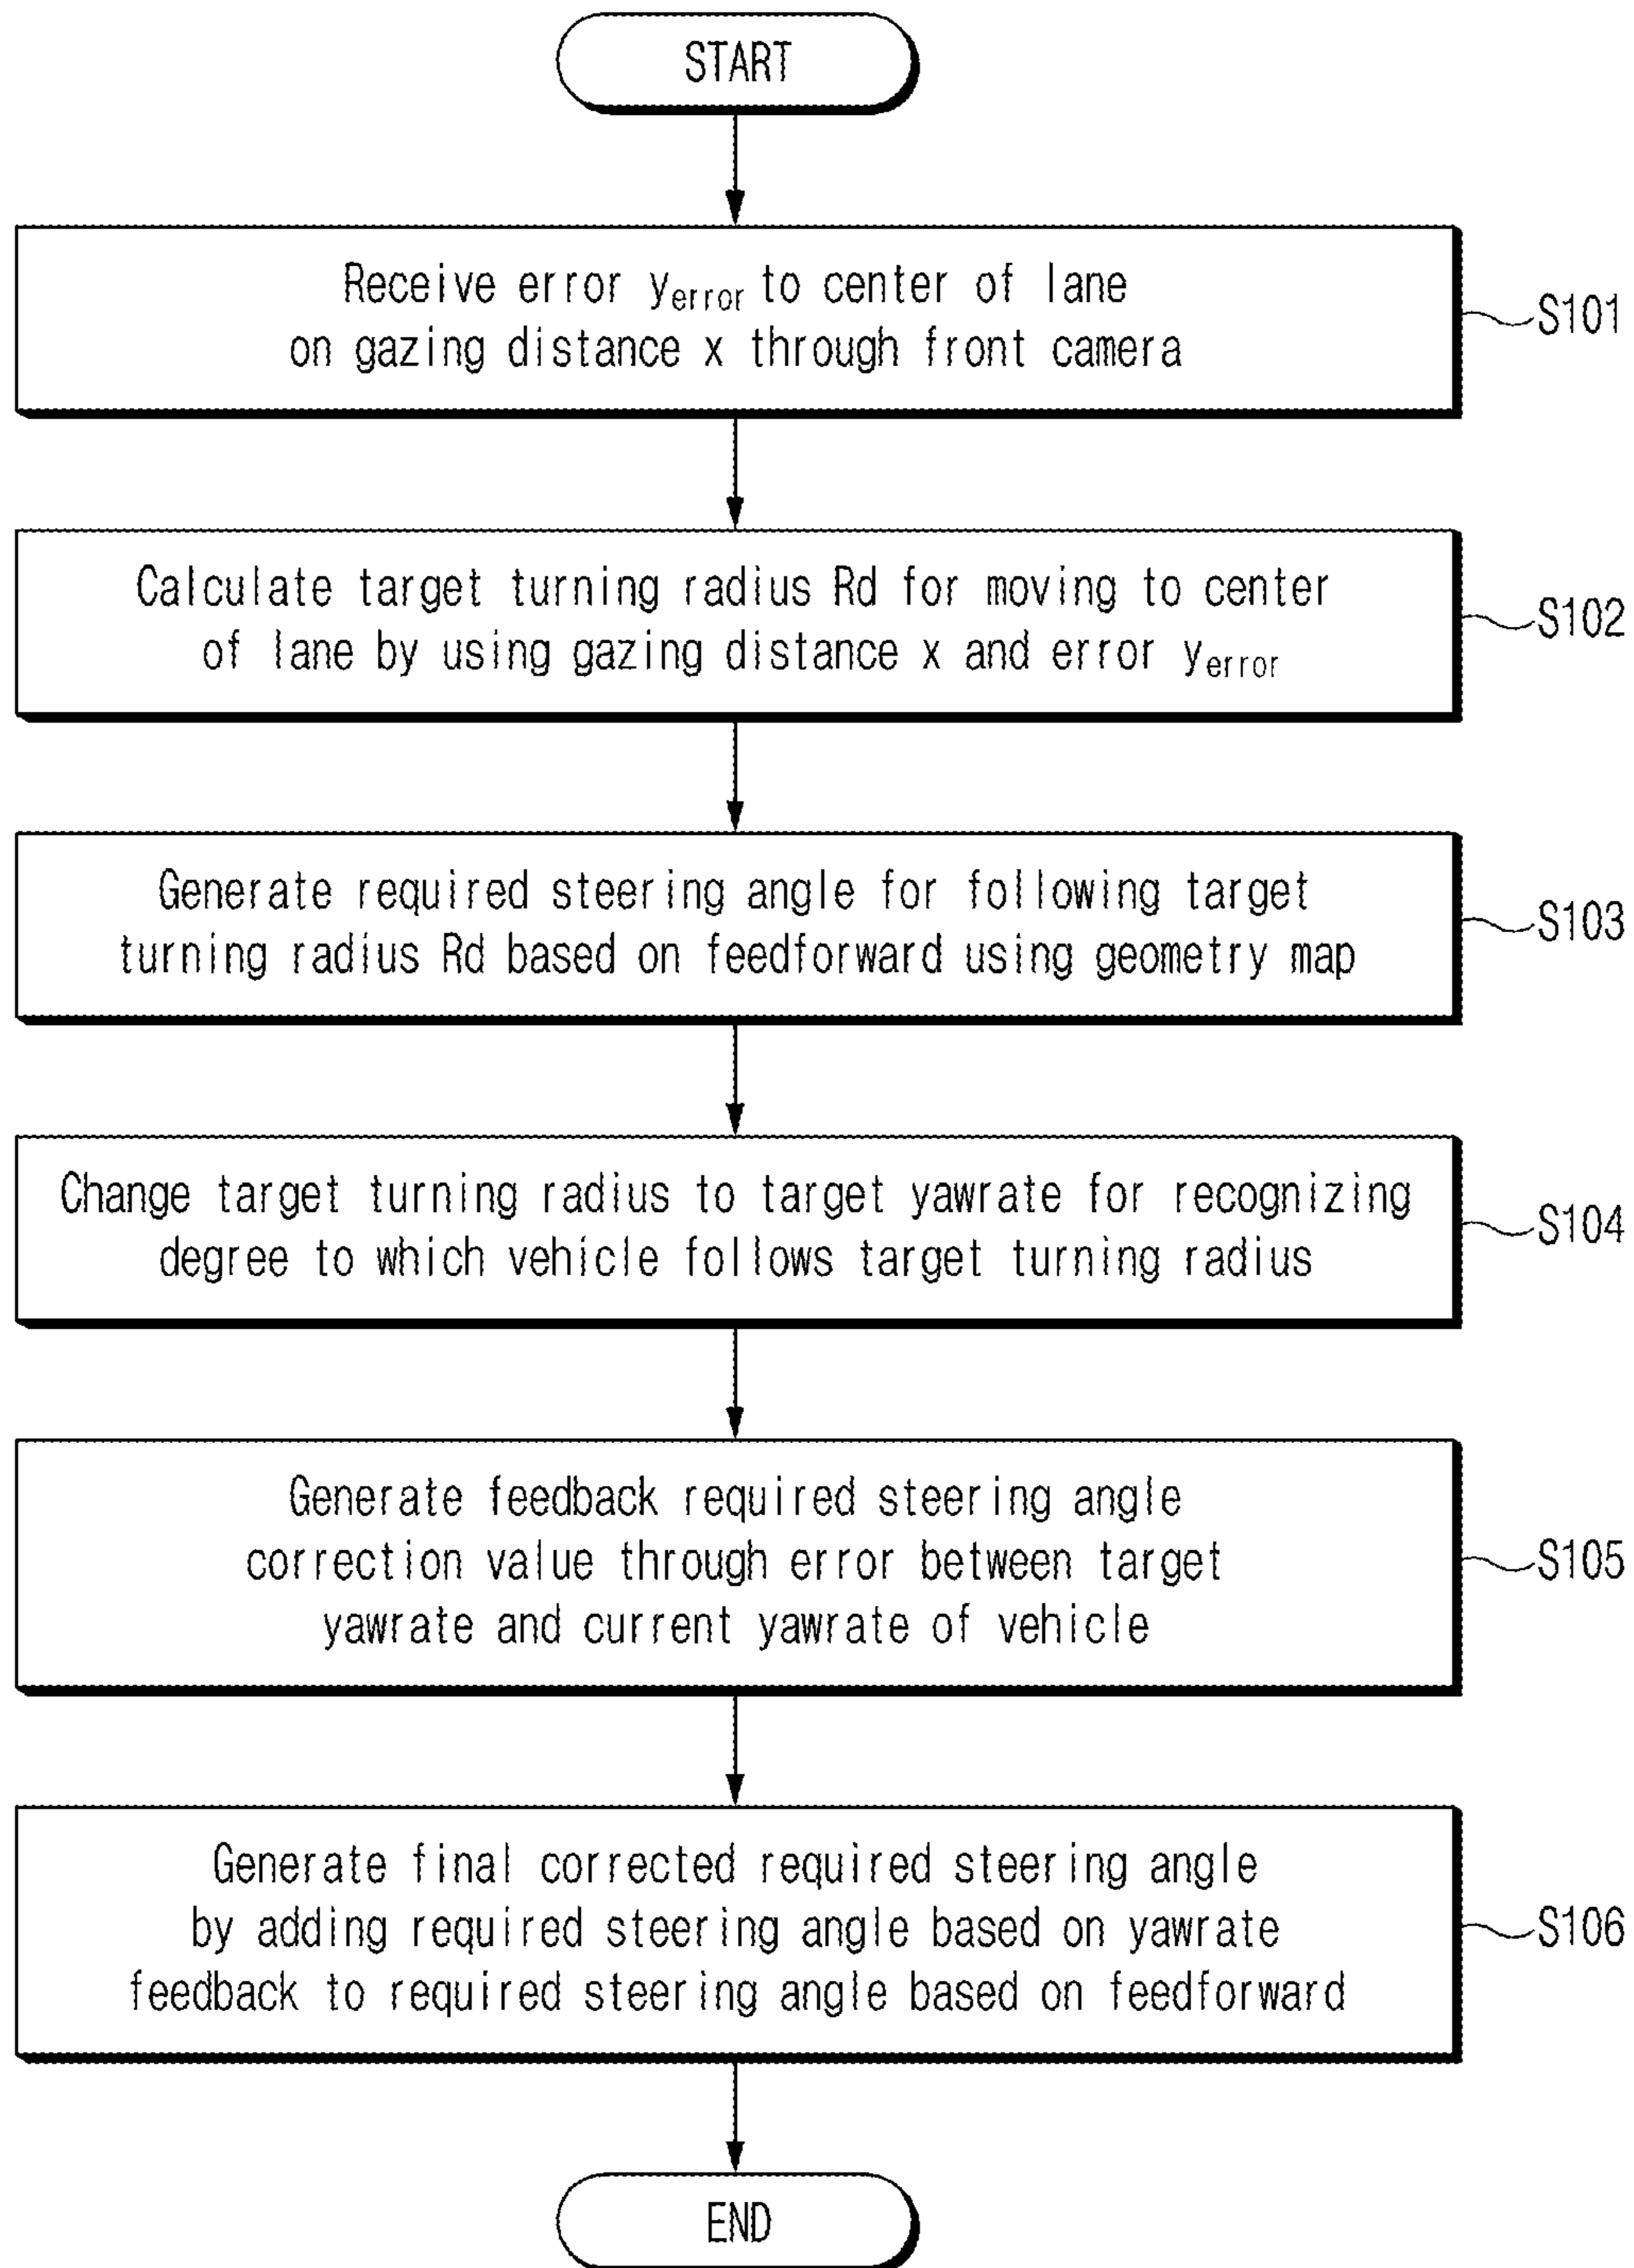 START
Receive error yerror to center of lane
on gazing distance x through front camera
S101
Calculate target turning radius Rd for moving to center
of lane by using gazing distance x and error yerror
S102
Generate required steering angle for following target
turning radius Rd based on feedforward using geometry map
S103
Change target turning radius to target yawrate for recognizing
degree to which vehicle follows target turning radius
S104
Generate feedback required steering angle
correction value through error between target
yawrate and current yawrate of vehicle
S105
Generate final corrected required steering angle
by adding required steering angle based on yawrate
feedback to required steering angle based on feedforward
S106
END